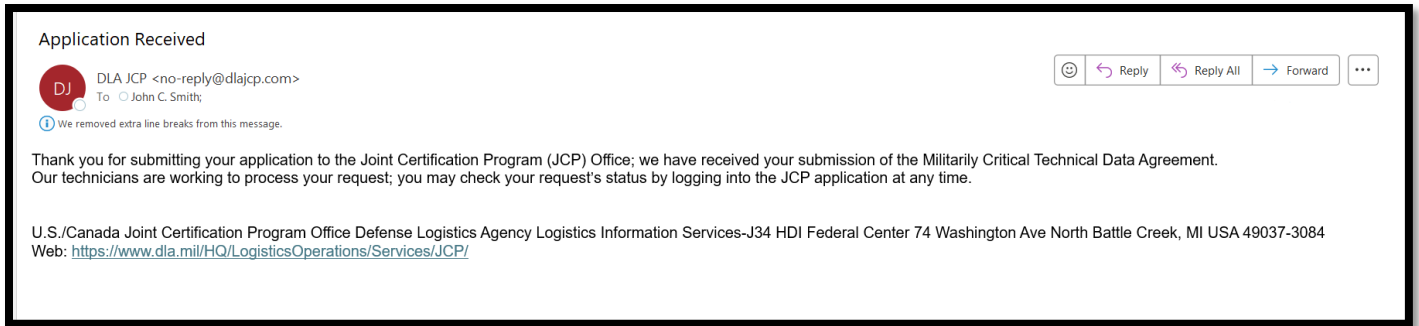 Application Received
DJ
DLA JCP <no-reply@dlajcp.com>
To John C. Smith;
Reply
Reply All
Forward
We removed extra line breaks from this message.
Thank you for submitting your application to the Joint Certification Program (JCP) Office; we have received your submission of the Militarily Critical Technical Data Agreement.
Our technicians are working to process your request; you may check your request's status by logging into the JCP application at any time.
U.S./Canada Joint Certification Program Office Defense Logistics Agency Logistics Information Services-J34 HDI Federal Center 74 Washington Ave North Battle Creek, MI USA 49037-3084
Web: https://www.dla.mil/HQ/LogisticsOperations/Services/JCP/